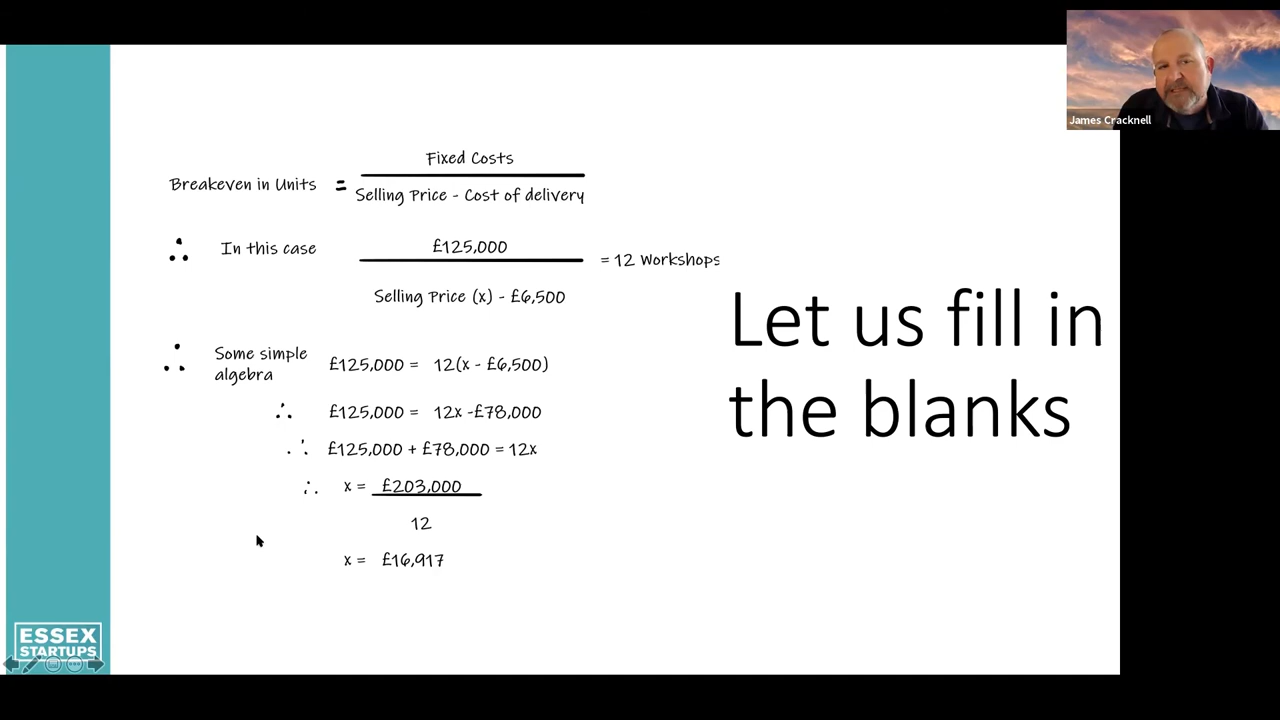 James Cracknell
Fixed Costs
Breakeven in Units =
Selling Price - Cost of delivery
∴ In this case
£125,000
= 12 Workshops
Selling Price (x) - £6,500
∴ Some simple
algebra
£125,000 = 12(x - £6,500)
∴ £125,000 = 12x -£78,000
∴ £125,000 + £78,000 = 12x
∴ x = £203,000
12
x = £16,917
Let us fill in
the blanks
ESSEX
STARTUPS